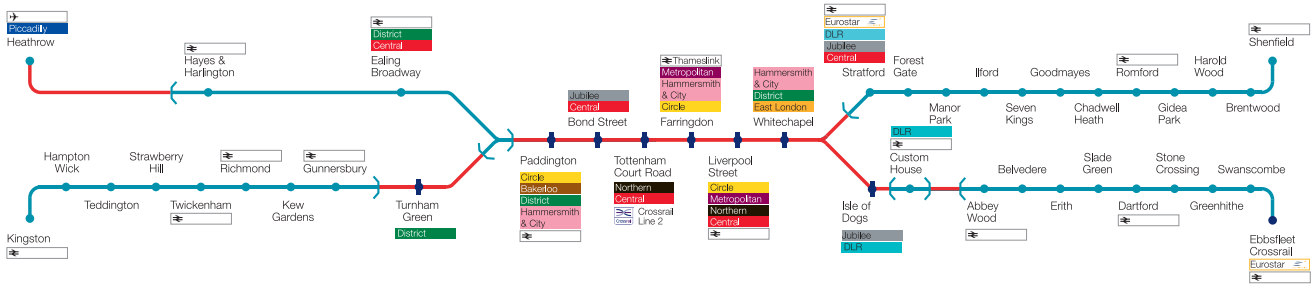 Piccadilly
Heathrow
Hayes &
Harlington
District
Central
Ealing
Broadway
Jubilee
Central
Bond Street
Thameslink
Metropolitan
Hammersmith
& City
Circle
Farringdon
Hammersmith
& City
District
East London
Whitechapel
Eurostar
DLR
Jubilee
Central
Stratford
Forest
Gate
Manor
Park
Ilford
Seven
Kings
Goodmayes
Chadwell
Heath
Romford
Gidea
Park
Harold
Wood
Brentwood
Shenfield
Kingston
Hampton
Wick
Teddington
Strawberry
Hill
Twickenham
Richmond
Kew
Gardens
Gunnersbury
Turnham
Green
District
Paddington
Circle
Bakerloo
District
Hammersmith
& City
Tottenham
Court Road
Northern
Central
Crossrail
Crossrail
Line 2
Liverpool
Street
Circle
Metropolitan
Northern
Central
Isle of
Dogs
Jubilee
DLR
DLR
Custom
House
Abbey
Wood
Belvedere
Erith
Slade
Green
Dartford
Stone
Crossing
Greenhithe
Swanscombe
Ebbsfleet
Crossrail
Eurostar